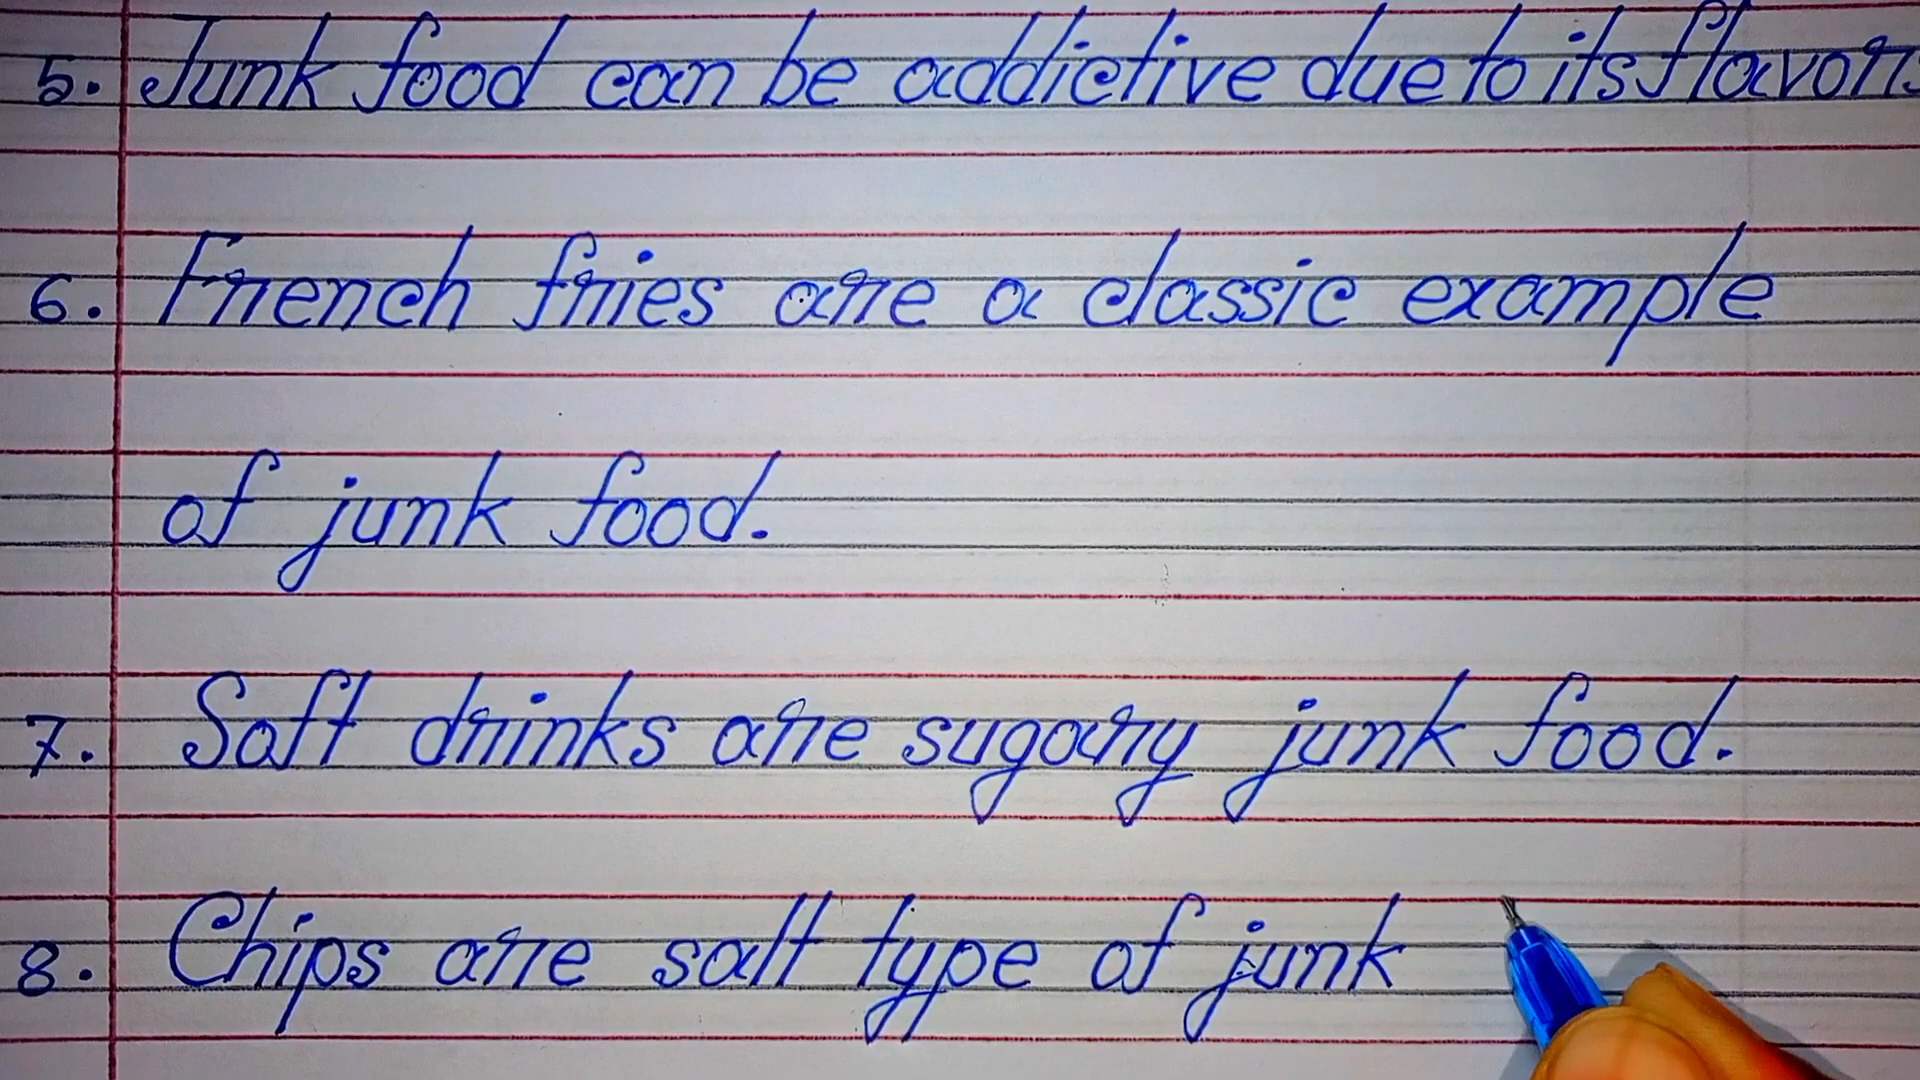 5. Junk food can be addictive due to its flavors
6. French fries are a classic example
of junk food.
7. Soft drinks are sugary junk food.
8. Chips are salt type of junk